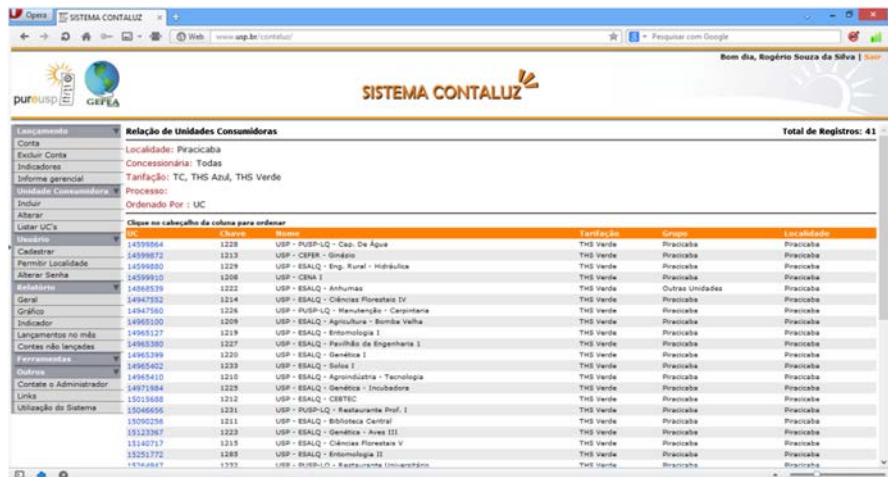 Opera
SISTEMA CONTALUZ
Web
www.usp.br/contaluz/
Pesquisar com Google
Bom dia, Rogério Souza da Silva | Sair
pureusp
GEFEA
SISTEMA CONTALUZ
Lançamento
Conta
Excluir Conta
Indicadores
Informe gerencial
Unidade Consumidora
Incluir
Alterar
Listar UC's
Usuário
Cadastrar
Permitir Localidade
Alterar Senha
Relatório
Geral
Gráfico
Indicador
Lançamentos no mês
Contas não lançadas
Ferramentas
Outros
Contate o Administrador
Links
Utilização do Sistema
Relação de Unidades Consumidoras Total de Registros: 41
Localidade: Piracicaba
Concessionária: Todas
Tarifação: TC, THS Azul, THS Verde
Processo:
Ordenado Por : UC
Clique no cabeçalho da coluna para ordenar
UC Chave Nome Tarifação Grupo Localidade
14599864 1228 USP - PUSP-LQ - Cap. De Água THS Verde Piracicaba Piracicaba
14599872 1213 USP - CEFER - Ginásio THS Verde Piracicaba Piracicaba
14599880 1229 USP - ESALQ - Eng. Rural - Hidráulica THS Verde Piracicaba Piracicaba
14599910 1208 USP - CENA I THS Verde Piracicaba Piracicaba
14868539 1222 USP - ESALQ - Anhumas THS Verde Outras Unidades Piracicaba
14947552 1214 USP - ESALQ - Ciências Florestais IV THS Verde Piracicaba Piracicaba
14947560 1226 USP - PUSP-LQ - Manutenção - Carpintaria THS Verde Piracicaba Piracicaba
14965100 1209 USP - ESALQ - Agricultura - Bomba Velha THS Verde Piracicaba Piracicaba
14965127 1219 USP - ESALQ - Entomologia I THS Verde Piracicaba Piracicaba
14965380 1227 USP - ESALQ - Pavilhão da Engenharia I THS Verde Piracicaba Piracicaba
14965399 1220 USP - ESALQ - Genética I THS Verde Piracicaba Piracicaba
14965402 1233 USP - ESALQ - Solos I THS Verde Piracicaba Piracicaba
14965410 1210 USP - ESALQ - Agroindústria - Tecnologia THS Verde Piracicaba Piracicaba
14971984 1225 USP - ESALQ - Genética - Incubadora THS Verde Piracicaba Piracicaba
15015688 1212 USP - ESALQ - CEBTEC THS Verde Piracicaba Piracicaba
15046656 1231 USP - PUSP-LQ - Restaurante Prof. I THS Verde Piracicaba Piracicaba
15090256 1211 USP - ESALQ - Biblioteca Central THS Verde Piracicaba Piracicaba
15123367 1223 USP - ESALQ - Genética - Aves III THS Verde Piracicaba Piracicaba
15140717 1215 USP - ESALQ - Ciências Florestais V THS Verde Piracicaba Piracicaba
15251772 1285 USP - ESALQ - Entomologia II THS Verde Piracicaba Piracicaba
15264947 1232 USP - PUSP-LQ - Restaurante Universitário THS Verde Piracicaba Piracicaba